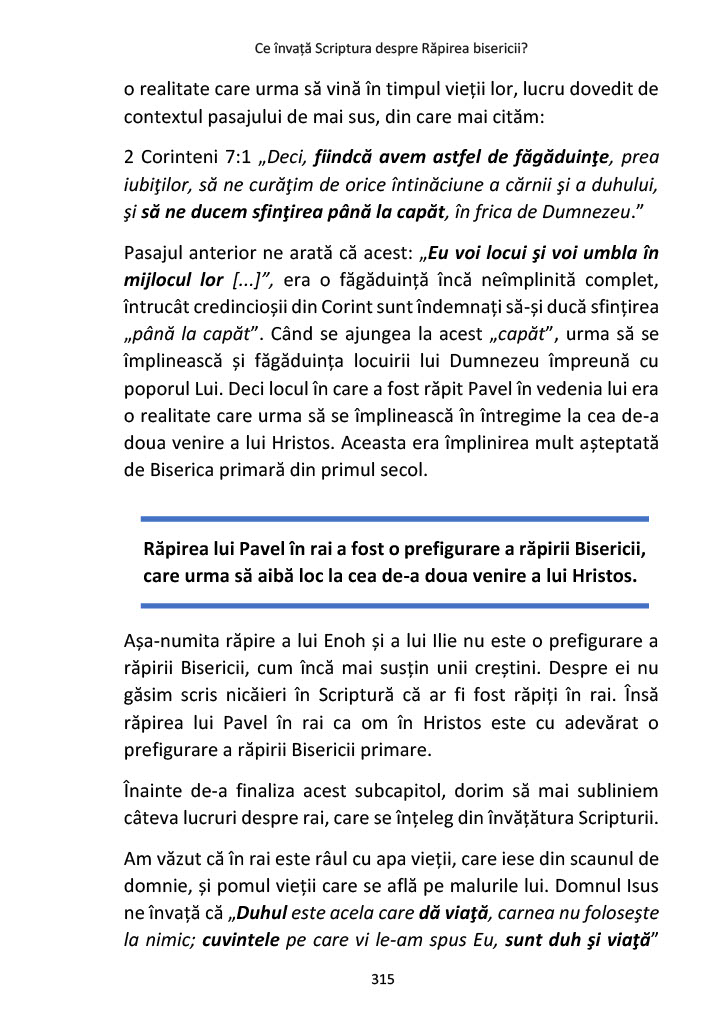 Ce învață Scriptura despre Răpirea bisericii?
o realitate care urma să vină în timpul vieții lor, lucru dovedit de
contextul pasajului de mai sus, din care mai cităm:
2 Corinteni 7:1 „Deci, fiindcă avem astfel de făgăduinţe, prea
iubiţilor, să ne curăţim de orice întinăciune a cărnii şi a duhului,
şi să ne ducem sfinţirea până la capăt, în frica de Dumnezeu.”
Pasajul anterior ne arată că acest: „Eu voi locui şi voi umbla în
mijlocul lor [...]”, era o făgăduință încă neîmplinită complet,
întrucât credincioșii din Corint sunt îndemnați să-și ducă sfințirea
„până la capăt”. Când se ajungea la acest „capăt”, urma să se
împlinească și făgăduința locuirii lui Dumnezeu împreună cu
poporul Lui. Deci locul în care a fost răpit Pavel în vedenia lui era
o realitate care urma să se împlinească în întregime la cea de-a
doua venire a lui Hristos. Aceasta era împlinirea mult așteptată
de Biserica primară din primul secol.
Răpirea lui Pavel în rai a fost o prefigurare a răpirii Bisericii,
care urma să aibă loc la cea de-a doua venire a lui Hristos.
Așa-numita răpire a lui Enoh și a lui Ilie nu este o prefigurare a
răpirii Bisericii, cum încă mai susțin unii creștini. Despre ei nu
găsim scris nicăieri în Scriptură că ar fi fost răpiți în rai. Însă
răpirea lui Pavel în rai ca om în Hristos este cu adevărat o
prefigurare a răpirii Bisericii primare.
Înainte de-a finaliza acest subcapitol, dorim să mai subliniem
câteva lucruri despre rai, care se înțeleg din învățătura Scripturii.
Am văzut că în rai este râul cu apa vieții, care iese din scaunul de
domnie, și pomul vieții care se află pe malurile lui. Domnul Isus
ne învață că „Duhul este acela care dă viaţă, carnea nu foloseşte
la nimic; cuvintele pe care vi le-am spus Eu, sunt duh şi viaţă”
315